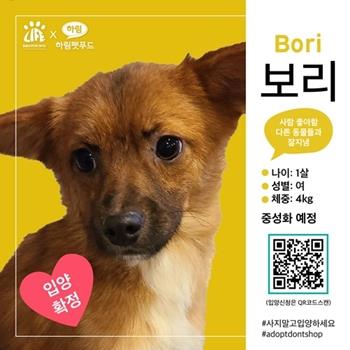 LIFE
X
하림
하림펫푸드
Bori
보리
사람 좋아함
다른 동물들과
잘지냄
나이: 1살
성별: 여
체중: 4kg
중성화 예정
입양
확정
(입양신청은 QR코드스캔)
#사지말고입양하세요
#adoptdontshop